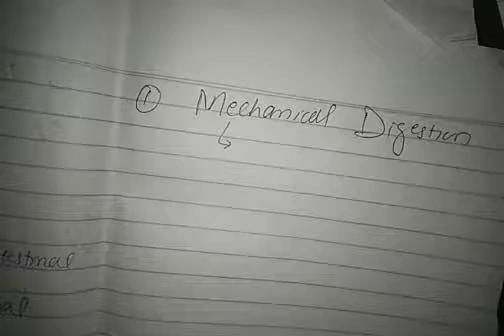 ① Mechanical Digestion
↳